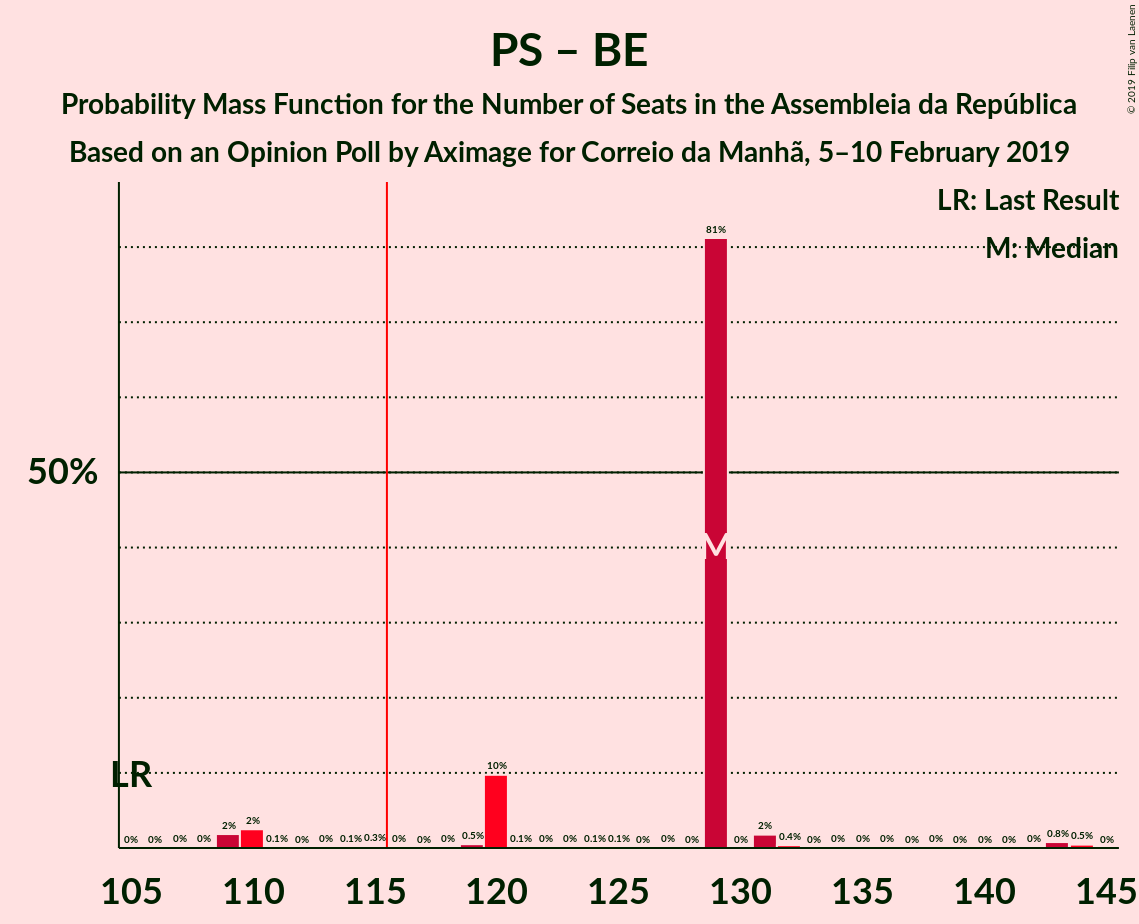 PS – BE
Probability Mass Function for the Number of Seats in the Assembleia da República
Based on an Opinion Poll by Aximage for Correio da Manhã, 5–10 February 2019
© 2019 Filip van Laenen
LR: Last Result
M: Median
81%
50%
M
LR
10%
0% 0% 0% 0% 2% 2% 0.1% 0% 0% 0.1% 0.3% 0% 0% 0% 0.5% 0.1% 0% 0% 0.1% 0.1% 0% 0% 0% 0% 2% 0.4% 0% 0% 0% 0% 0% 0% 0% 0% 0% 0% 0.8% 0.5% 0%
105 110 115 120 125 130 135 140 145